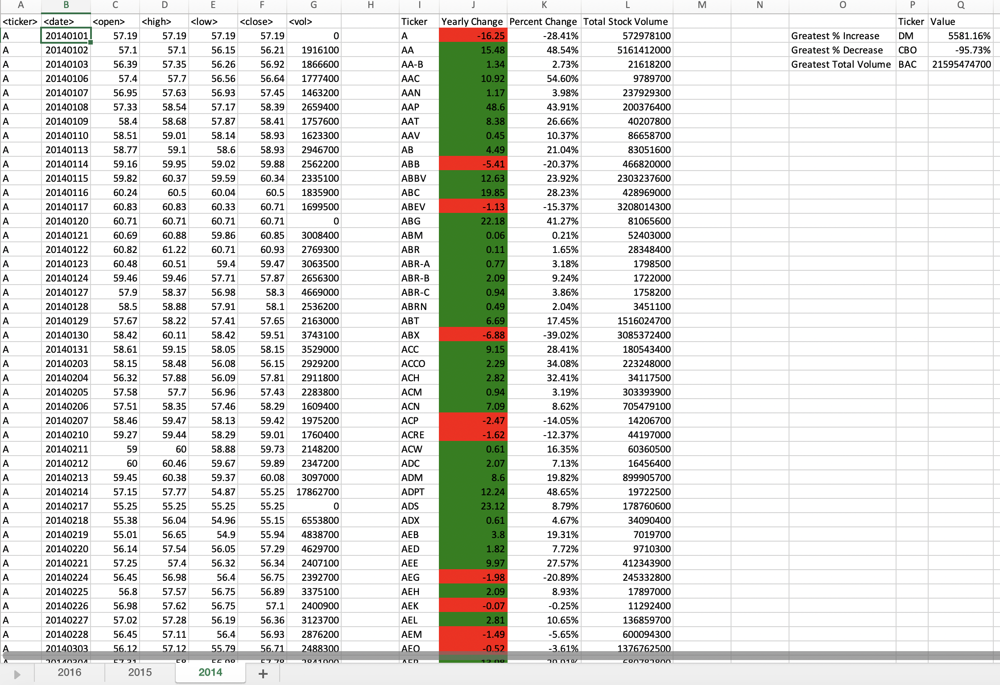 A B C D E F G H I J K L M N O P Q
<ticker> <date> <open> <high> <low> <close> <vol> Ticker Yearly Change Percent Change Total Stock Volume Ticker Value
A 20140101 57.19 57.19 57.19 57.19 0 A -16.25 -28.41% 572978100 Greatest % Increase DM 5581.16%
A 20140102 57.1 57.1 56.15 56.21 1916100 AA 15.48 48.54% 5161412000 Greatest % Decrease CBO -95.73%
A 20140103 56.39 57.35 56.26 56.92 1866600 AA-B 1.34 2.73% 21618200 Greatest Total Volume BAC 21595474700
A 20140106 57.4 57.7 56.56 56.64 1777400 AAC 10.92 54.60% 9789700
A 20140107 56.95 57.63 56.93 57.45 1463200 AAN 1.17 3.98% 237929300
A 20140108 57.33 58.54 57.17 58.39 2659400 AAP 48.6 43.91% 200376400
A 20140109 58.4 58.68 57.87 58.41 1757600 AAT 8.38 26.66% 40207800
A 20140110 58.51 59.01 58.14 58.93 1623300 AAV 0.45 10.37% 86658700
A 20140113 58.77 59.1 58.6 58.93 2946700 AB 4.49 21.04% 83051600
A 20140114 59.16 59.95 59.02 59.88 2562200 ABB -5.41 -20.37% 466820000
A 20140115 59.82 60.37 59.59 60.34 2335100 ABBV 12.63 23.92% 2303237600
A 20140116 60.24 60.5 60.04 60.5 1835900 ABC 19.85 28.23% 428969000
A 20140117 60.83 60.83 60.33 60.71 1699500 ABEV -1.13 -15.37% 3208014300
A 20140120 60.71 60.71 60.71 60.71 0 ABG 22.18 41.27% 81065600
A 20140121 60.69 60.88 59.86 60.85 3008400 ABM 0.06 0.21% 52403000
A 20140122 60.82 61.22 60.71 60.93 2769300 ABR 0.11 1.65% 28348400
A 20140123 60.48 60.51 59.4 59.47 3063500 ABR-A 0.77 3.18% 1798500
A 20140124 59.46 59.46 57.71 57.87 2656300 ABR-B 2.09 9.24% 1722000
A 20140127 57.9 58.37 56.98 58.3 4669000 ABR-C 0.94 3.86% 1758200
A 20140128 58.5 58.88 57.91 58.1 2536200 ABRN 0.49 2.04% 3451100
A 20140129 57.67 58.22 57.41 57.65 2163000 ABT 6.69 17.45% 1516024700
A 20140130 58.42 60.11 58.42 59.51 3743100 ABX -6.88 -39.02% 3085372400
A 20140131 58.61 59.15 58.05 58.15 3529000 ACC 9.15 28.41% 180543400
A 20140203 58.15 58.48 56.08 56.15 2929200 ACCO 2.29 34.08% 223248000
A 20140204 56.32 57.88 56.09 57.81 2911800 ACH 2.82 32.41% 34117500
A 20140205 57.58 57.7 56.96 57.43 2283800 ACM 0.94 3.19% 303393900
A 20140206 57.51 58.35 57.46 58.29 1609400 ACN 7.09 8.62% 705479100
A 20140207 58.46 59.47 58.13 59.42 1975200 ACP -2.47 -14.05% 14206700
A 20140210 59.27 59.44 58.29 59.01 1760400 ACRE -1.62 -12.37% 44197000
A 20140211 59 60 58.88 59.73 2148200 ACW 0.61 16.35% 60360500
A 20140212 60 60.46 59.67 59.89 2347200 ADC 2.07 7.13% 16456400
A 20140213 59.45 60.38 59.37 60.08 3097000 ADM 8.6 19.82% 899905700
A 20140214 57.15 57.77 54.87 55.25 17862700 ADPT 12.24 48.65% 19722500
A 20140217 55.25 55.25 55.25 55.25 0 ADS 23.12 8.79% 178760600
A 20140218 55.38 56.04 54.96 55.15 6553800 ADX 0.61 4.67% 34090400
A 20140219 55.01 56.65 54.9 55.94 4838700 AEB 3.8 19.31% 7019700
A 20140220 56.14 57.54 56.05 57.29 4629700 AED 1.82 7.72% 9710300
A 20140221 57.25 57.4 56.32 56.34 2407100 AEE 9.97 27.57% 412343900
A 20140224 56.45 56.98 56.4 56.75 2392700 AEG -1.98 -20.89% 245332800
A 20140225 56.8 57.57 56.75 56.89 3375100 AEH 2.09 8.93% 17897000
A 20140226 56.98 57.62 56.75 57.1 2400900 AEK -0.07 -0.25% 11292400
A 20140227 57.02 57.28 56.19 56.36 3123700 AEL 2.81 10.65% 136859700
A 20140228 56.45 57.11 56.4 56.93 2876200 AEM -1.49 -5.65% 600094300
A 20140303 56.12 57.12 55.79 56.71 2488300 AEO -0.52 -3.61% 1376762500
2016 2015 2014 +